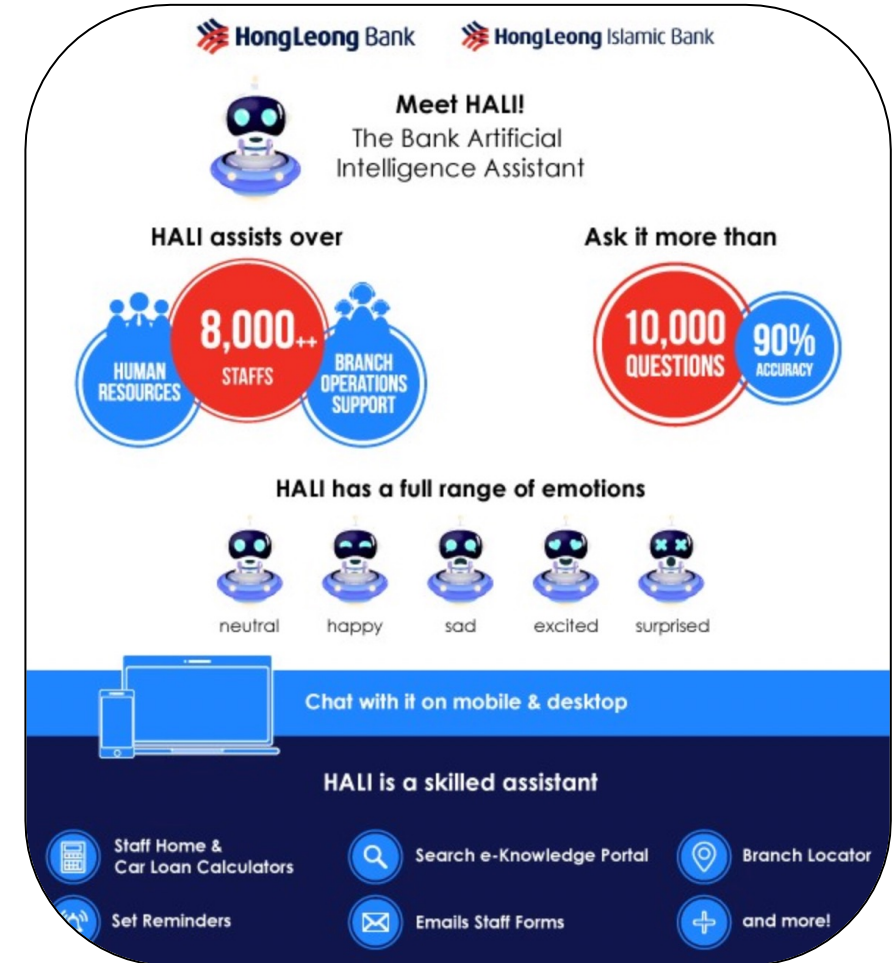 HongLeong Bank
HongLeong Islamic Bank
Meet HALI!
The Bank Artificial
Intelligence Assistant
HALI assists over
HUMAN
RESOURCES
8,000++
STAFFS
BRANCH
OPERATIONS
SUPPORT
Ask it more than
10,000
QUESTIONS
90%
ACCURACY
HALI has a full range of emotions
neutral
happy
sad
excited
surprised
Chat with it on mobile & desktop
HALI is a skilled assistant
Staff Home &
Car Loan Calculators
Search e-Knowledge Portal
Branch Locator
Set Reminders
Emails Staff Forms
and more!